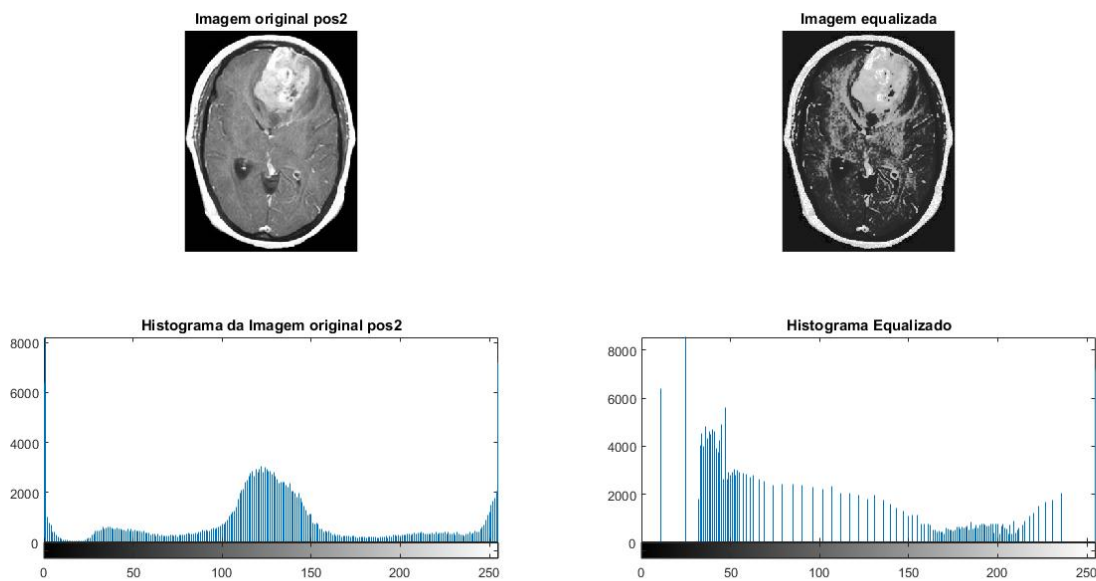 Imagem original pos2
Imagem equalizada
Histograma da Imagem original pos2
8000
6000
4000
2000
0
0 50 100 150 200 250
Histograma Equalizado
8000
6000
4000
2000
0
0 50 100 150 200 250